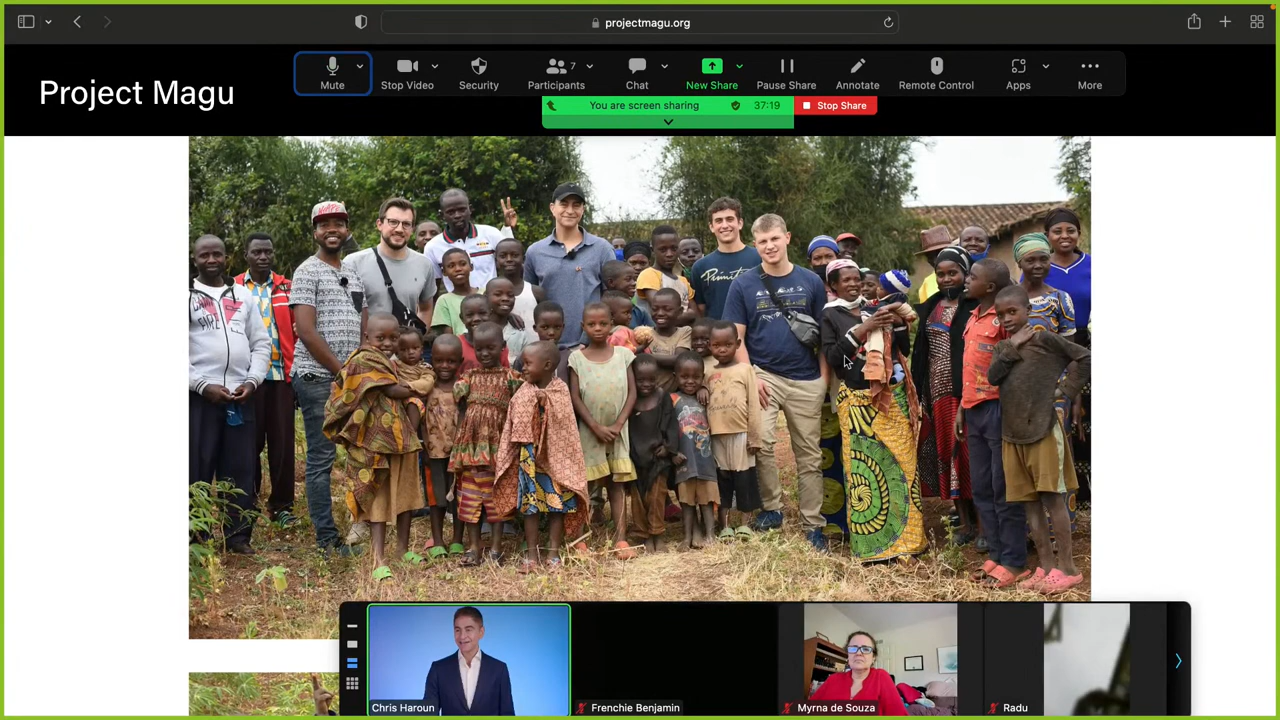 projectmagu.org
Project Magu
Mute
Stop Video
Security
Participants
7
Chat
New Share
Pause Share
Annotate
Remote Control
Apps
More
You are screen sharing
37:19
Stop Share
Chris Haroun
Frenchie Benjamin
Myrna de Souza
Radu